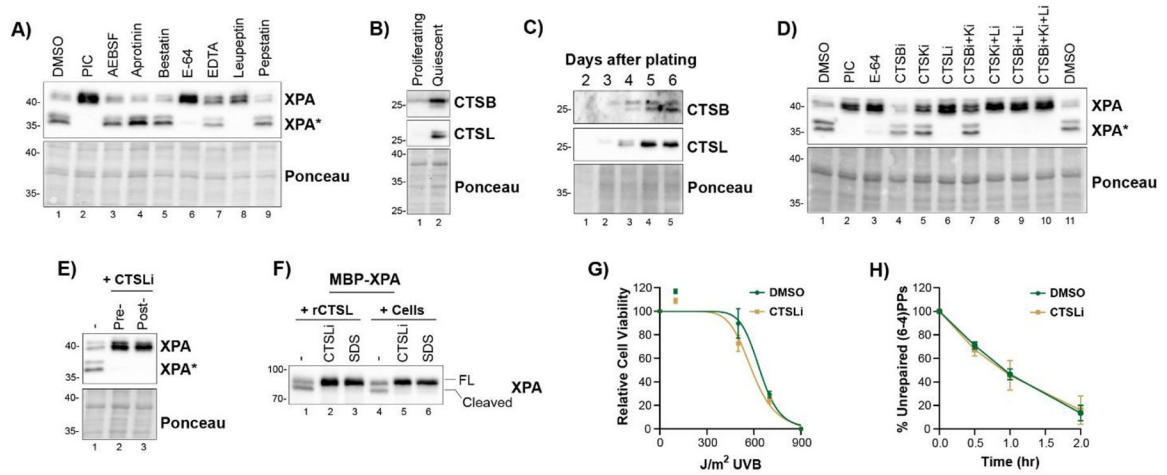 A)
DMSO
PIC
AEBSF
Aprotinin
Bestatin
E-64
EDTA
Leupeptin
Pepstatin
40-
35-
XPA
XPA*
40-
35-
Ponceau
1 2 3 4 5 6 7 8 9
B)
Proliferating
Quiescent
25-
CTSB
25-
CTSL
40-
35-
25-
Ponceau
1 2
C)
Days after plating
2 3 4 5 6
25-
CTSB
25-
CTSL
35-
Ponceau
1 2 3 4 5
D)
DMSO
PIC
E-64
CTSBi
CTSKi
CTSLi
CTSBi+Ki
CTSKi+Li
CTSBi+Li
CTSBi+Ki+Li
DMSO
40-
35-
XPA
XPA*
40-
35-
Ponceau
1 2 3 4 5 6 7 8 9 10 11
E)
+ CTSLi
-
Pre-
Post-
40-
35-
XPA
XPA*
40-
35-
Ponceau
1 2 3
F)
MBP-XPA
+ rCTSL + Cells
- CTSLi SDS - CTSLi SDS
100-
70-
FL
Cleaved
XPA
1 2 3 4 5 6
G)
DMSO
CTSLi
Relative Cell Viability
120
100
80
60
40
20
0
0 300 600 900
J/m² UVB
H)
DMSO
CTSLi
% Unrepaired (6-4)PPs
120
100
80
60
40
20
0
0.0 0.5 1.0 1.5 2.0
Time (hr)